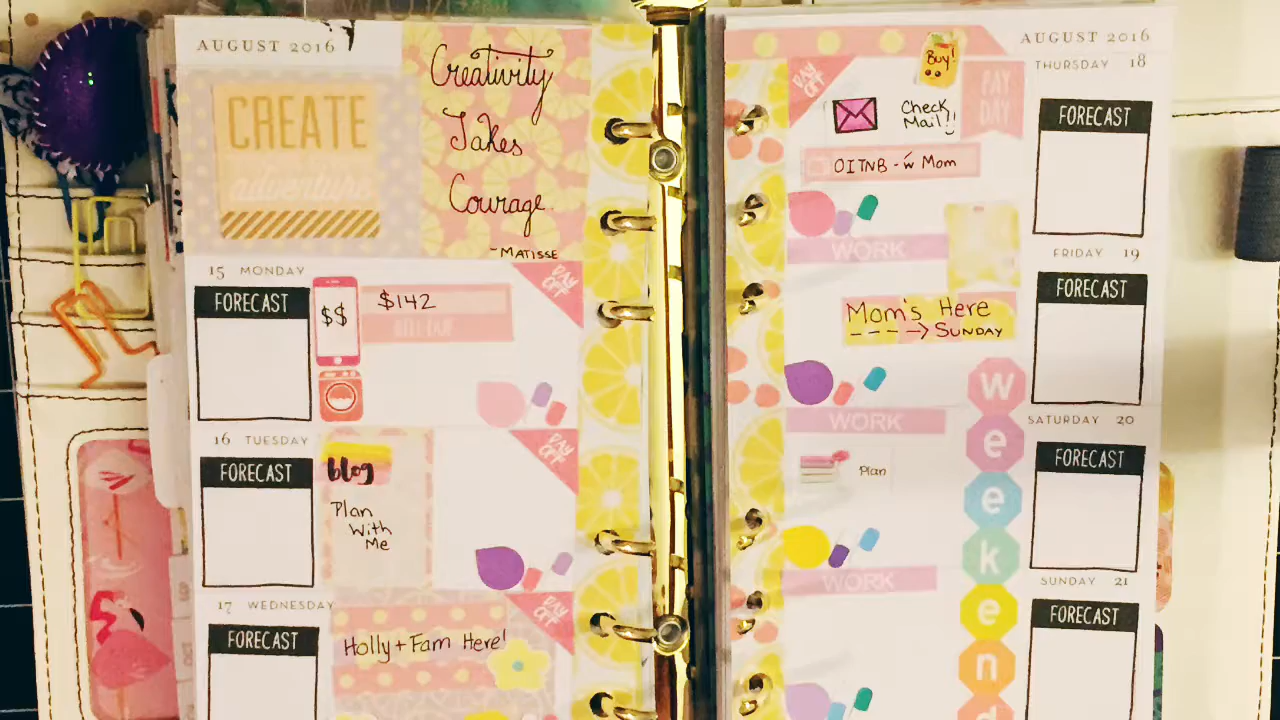 AUGUST 2016
CREATE
adventure
Creativity
Takes
Courage
~MATISSE
15 MONDAY
FORECAST
$$
$142
BILL DUE
DAY OFF
16 TUESDAY
FORECAST
blog
Plan
With
Me
DAY OFF
17 WEDNESDAY
FORECAST
Holly + Fam Here!
DAY OFF
AUGUST 2016
THURSDAY 18
DAY OFF
Buy!
PAY
DAY
Check
Mail!!
OITNB - w Mom
FORECAST
FRIDAY 19
WORK
Mom's Here
---→ SUNDAY
FORECAST
SATURDAY 20
WORK
Plan
FORECAST
SUNDAY 21
WORK
FORECAST
weekend